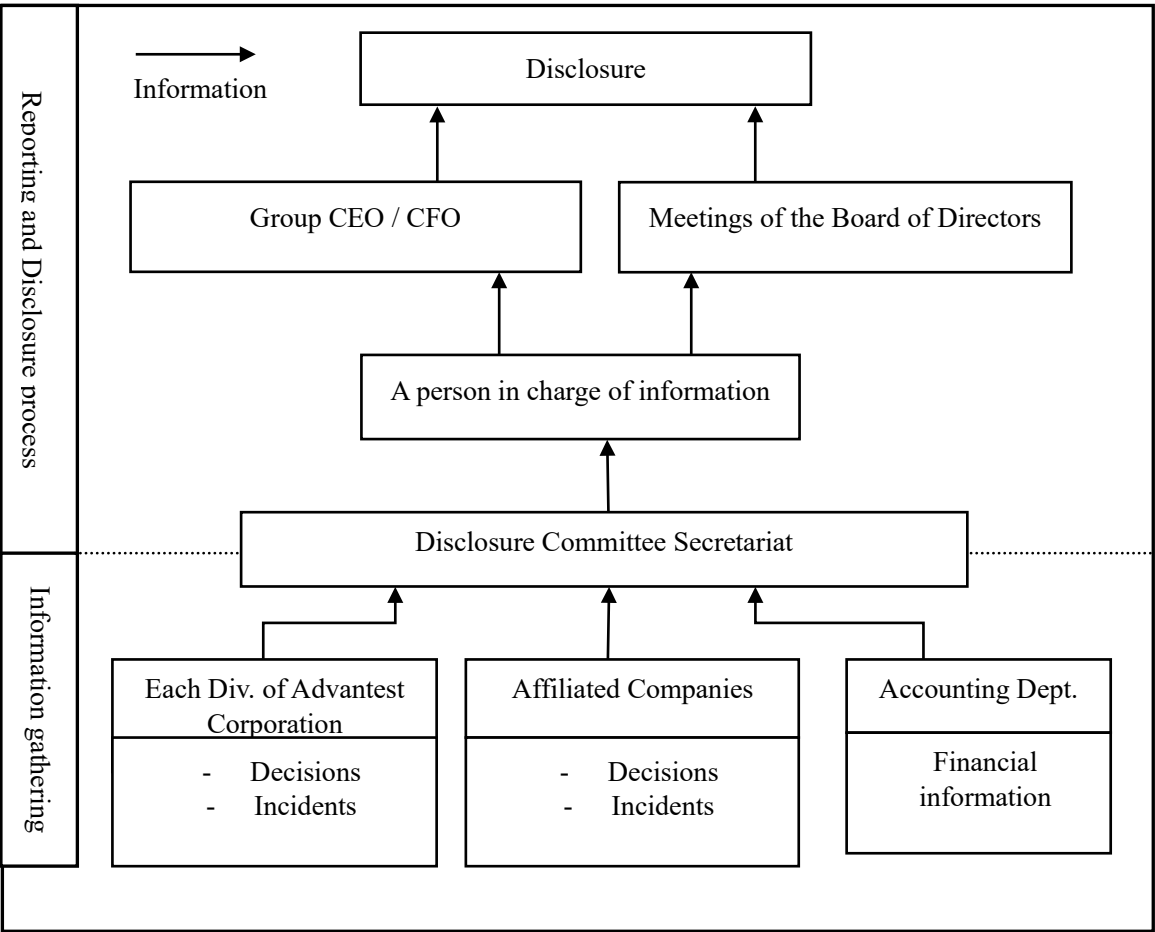 Reporting and Disclosure process
Information
Disclosure
Group CEO / CFO
Meetings of the Board of Directors
A person in charge of information
Disclosure Committee Secretariat
Information gathering
Each Div. of Advantest
Corporation
- Decisions
- Incidents
Affiliated Companies
- Decisions
- Incidents
Accounting Dept.
Financial
information